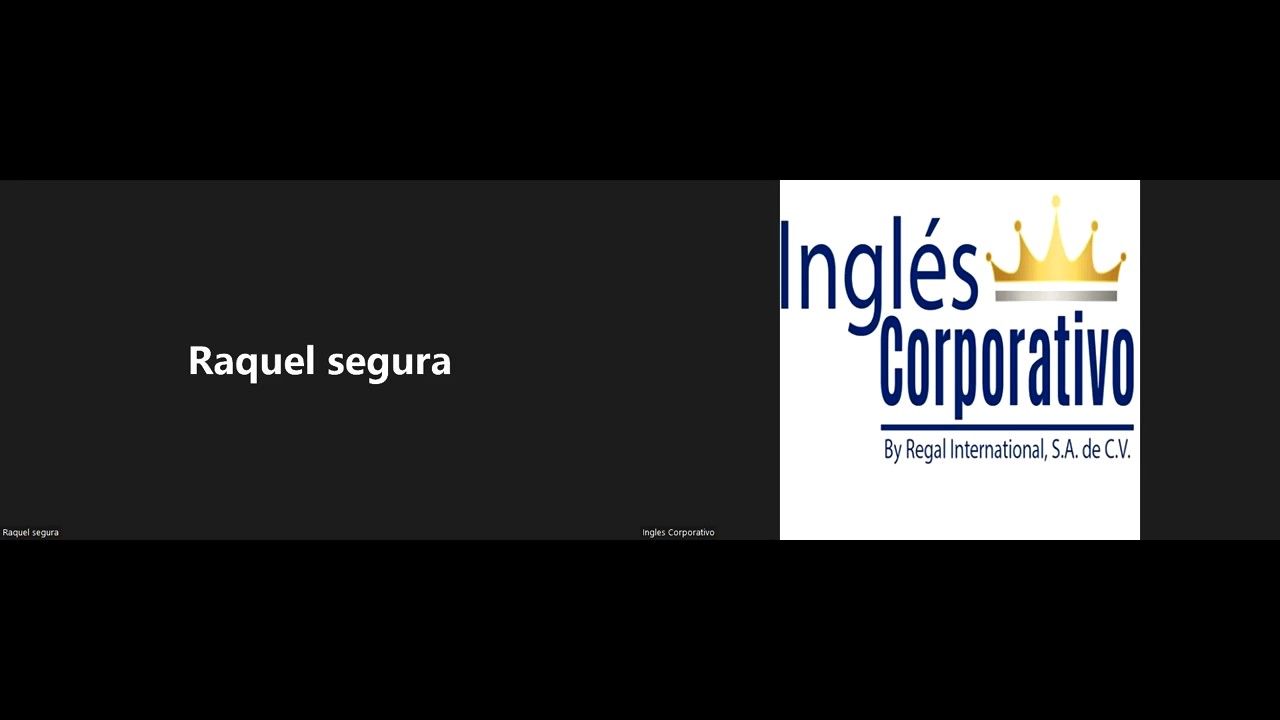 Raquel segura
Raquel segura
Inglés
Corporativo
By Regal International, S.A. de C.V.
Ingles Corporativo